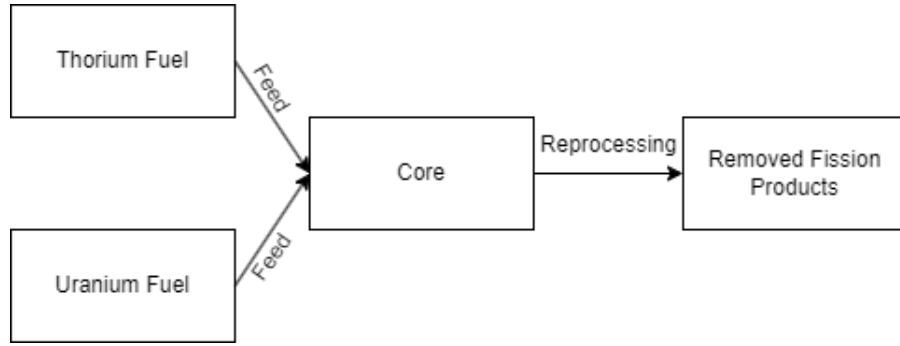 Thorium Fuel
Feed
Core
Reprocessing
Removed Fission
Products
Uranium Fuel
Feed